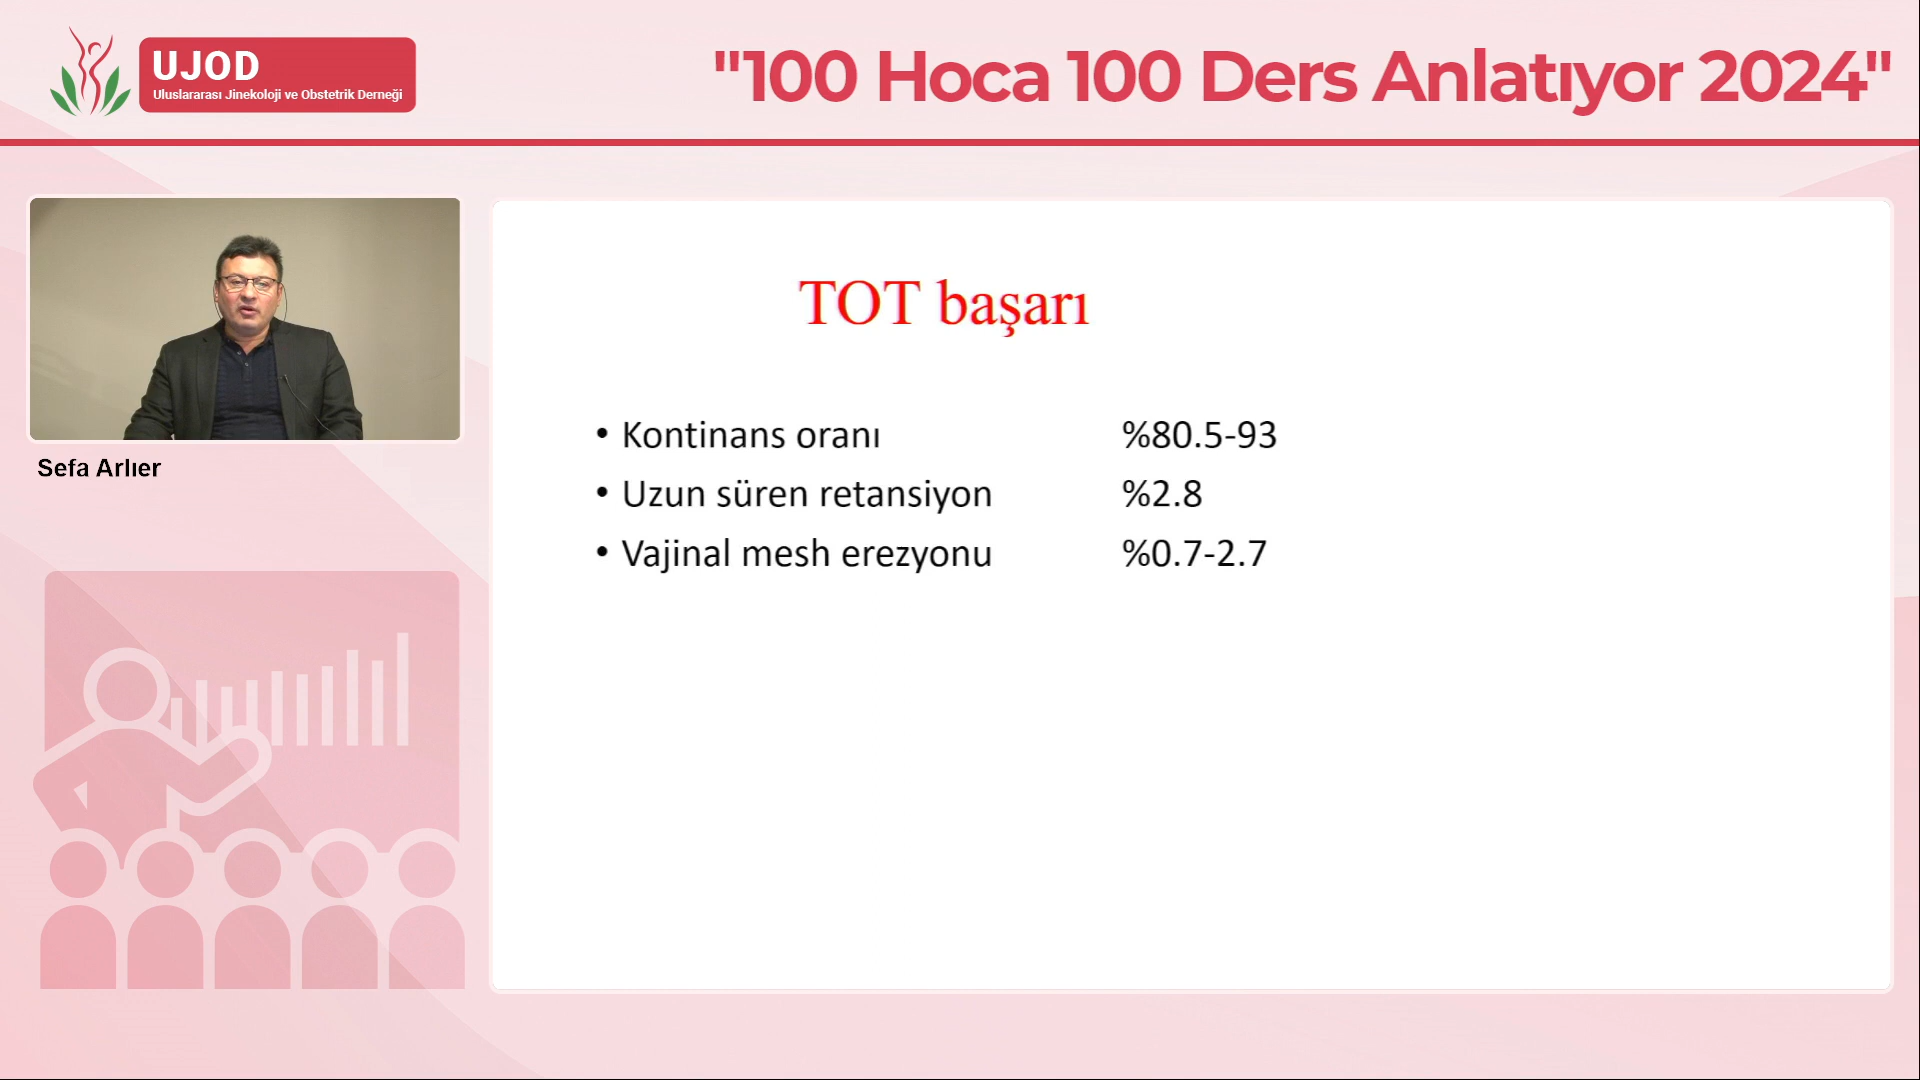 UJOD
Uluslararası Jinekoloji ve Obstetrik Derneği
"100 Hoca 100 Ders Anlatıyor 2024"
Sefa Arlıer
TOT başarı
• Kontinans oranı %80.5-93
• Uzun süren retansiyon %2.8
• Vajinal mesh erezyonu %0.7-2.7